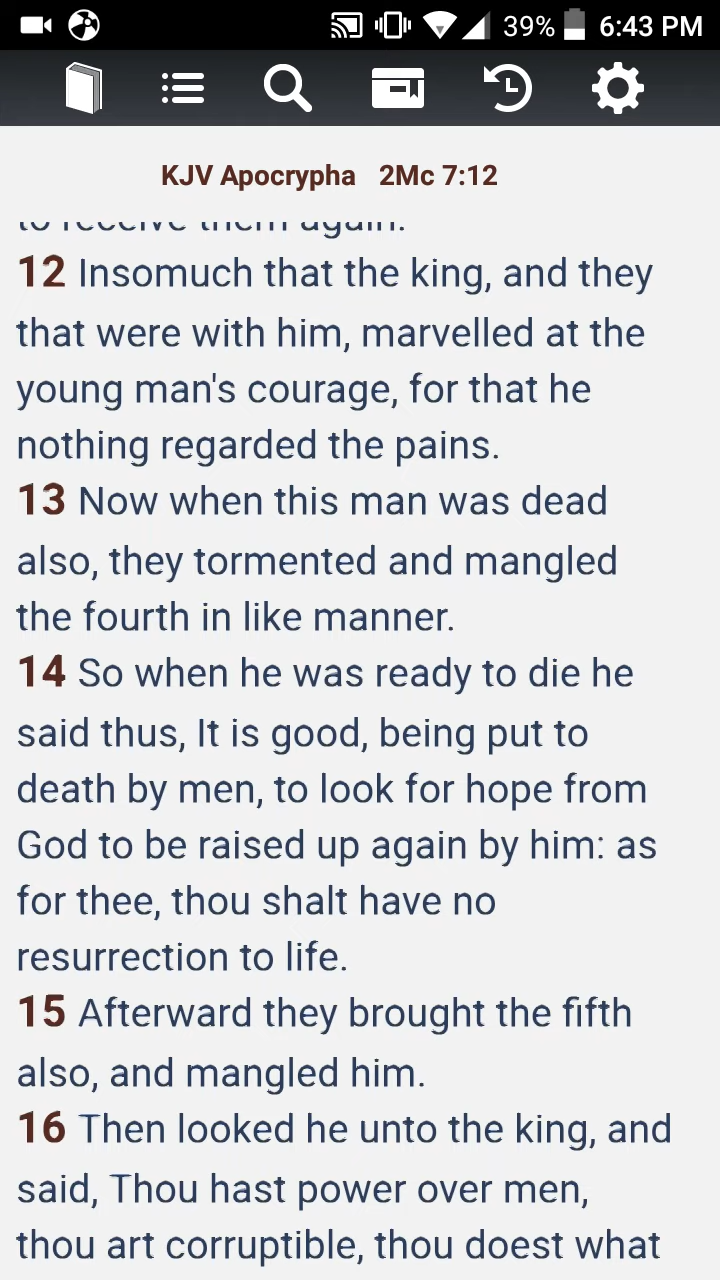 39% 6:43 PM
KJV Apocrypha 2Mc 7:12
to receive them again.
12 Insomuch that the king, and they
that were with him, marvelled at the
young man's courage, for that he
nothing regarded the pains.
13 Now when this man was dead
also, they tormented and mangled
the fourth in like manner.
14 So when he was ready to die he
said thus, It is good, being put to
death by men, to look for hope from
God to be raised up again by him: as
for thee, thou shalt have no
resurrection to life.
15 Afterward they brought the fifth
also, and mangled him.
16 Then looked he unto the king, and
said, Thou hast power over men,
thou art corruptible, thou doest what